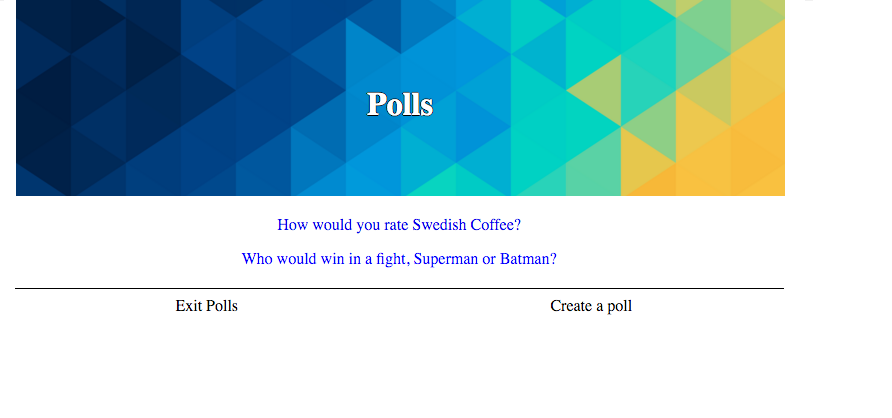 Polls
How would you rate Swedish Coffee?
Who would win in a fight, Superman or Batman?
Exit Polls
Create a poll